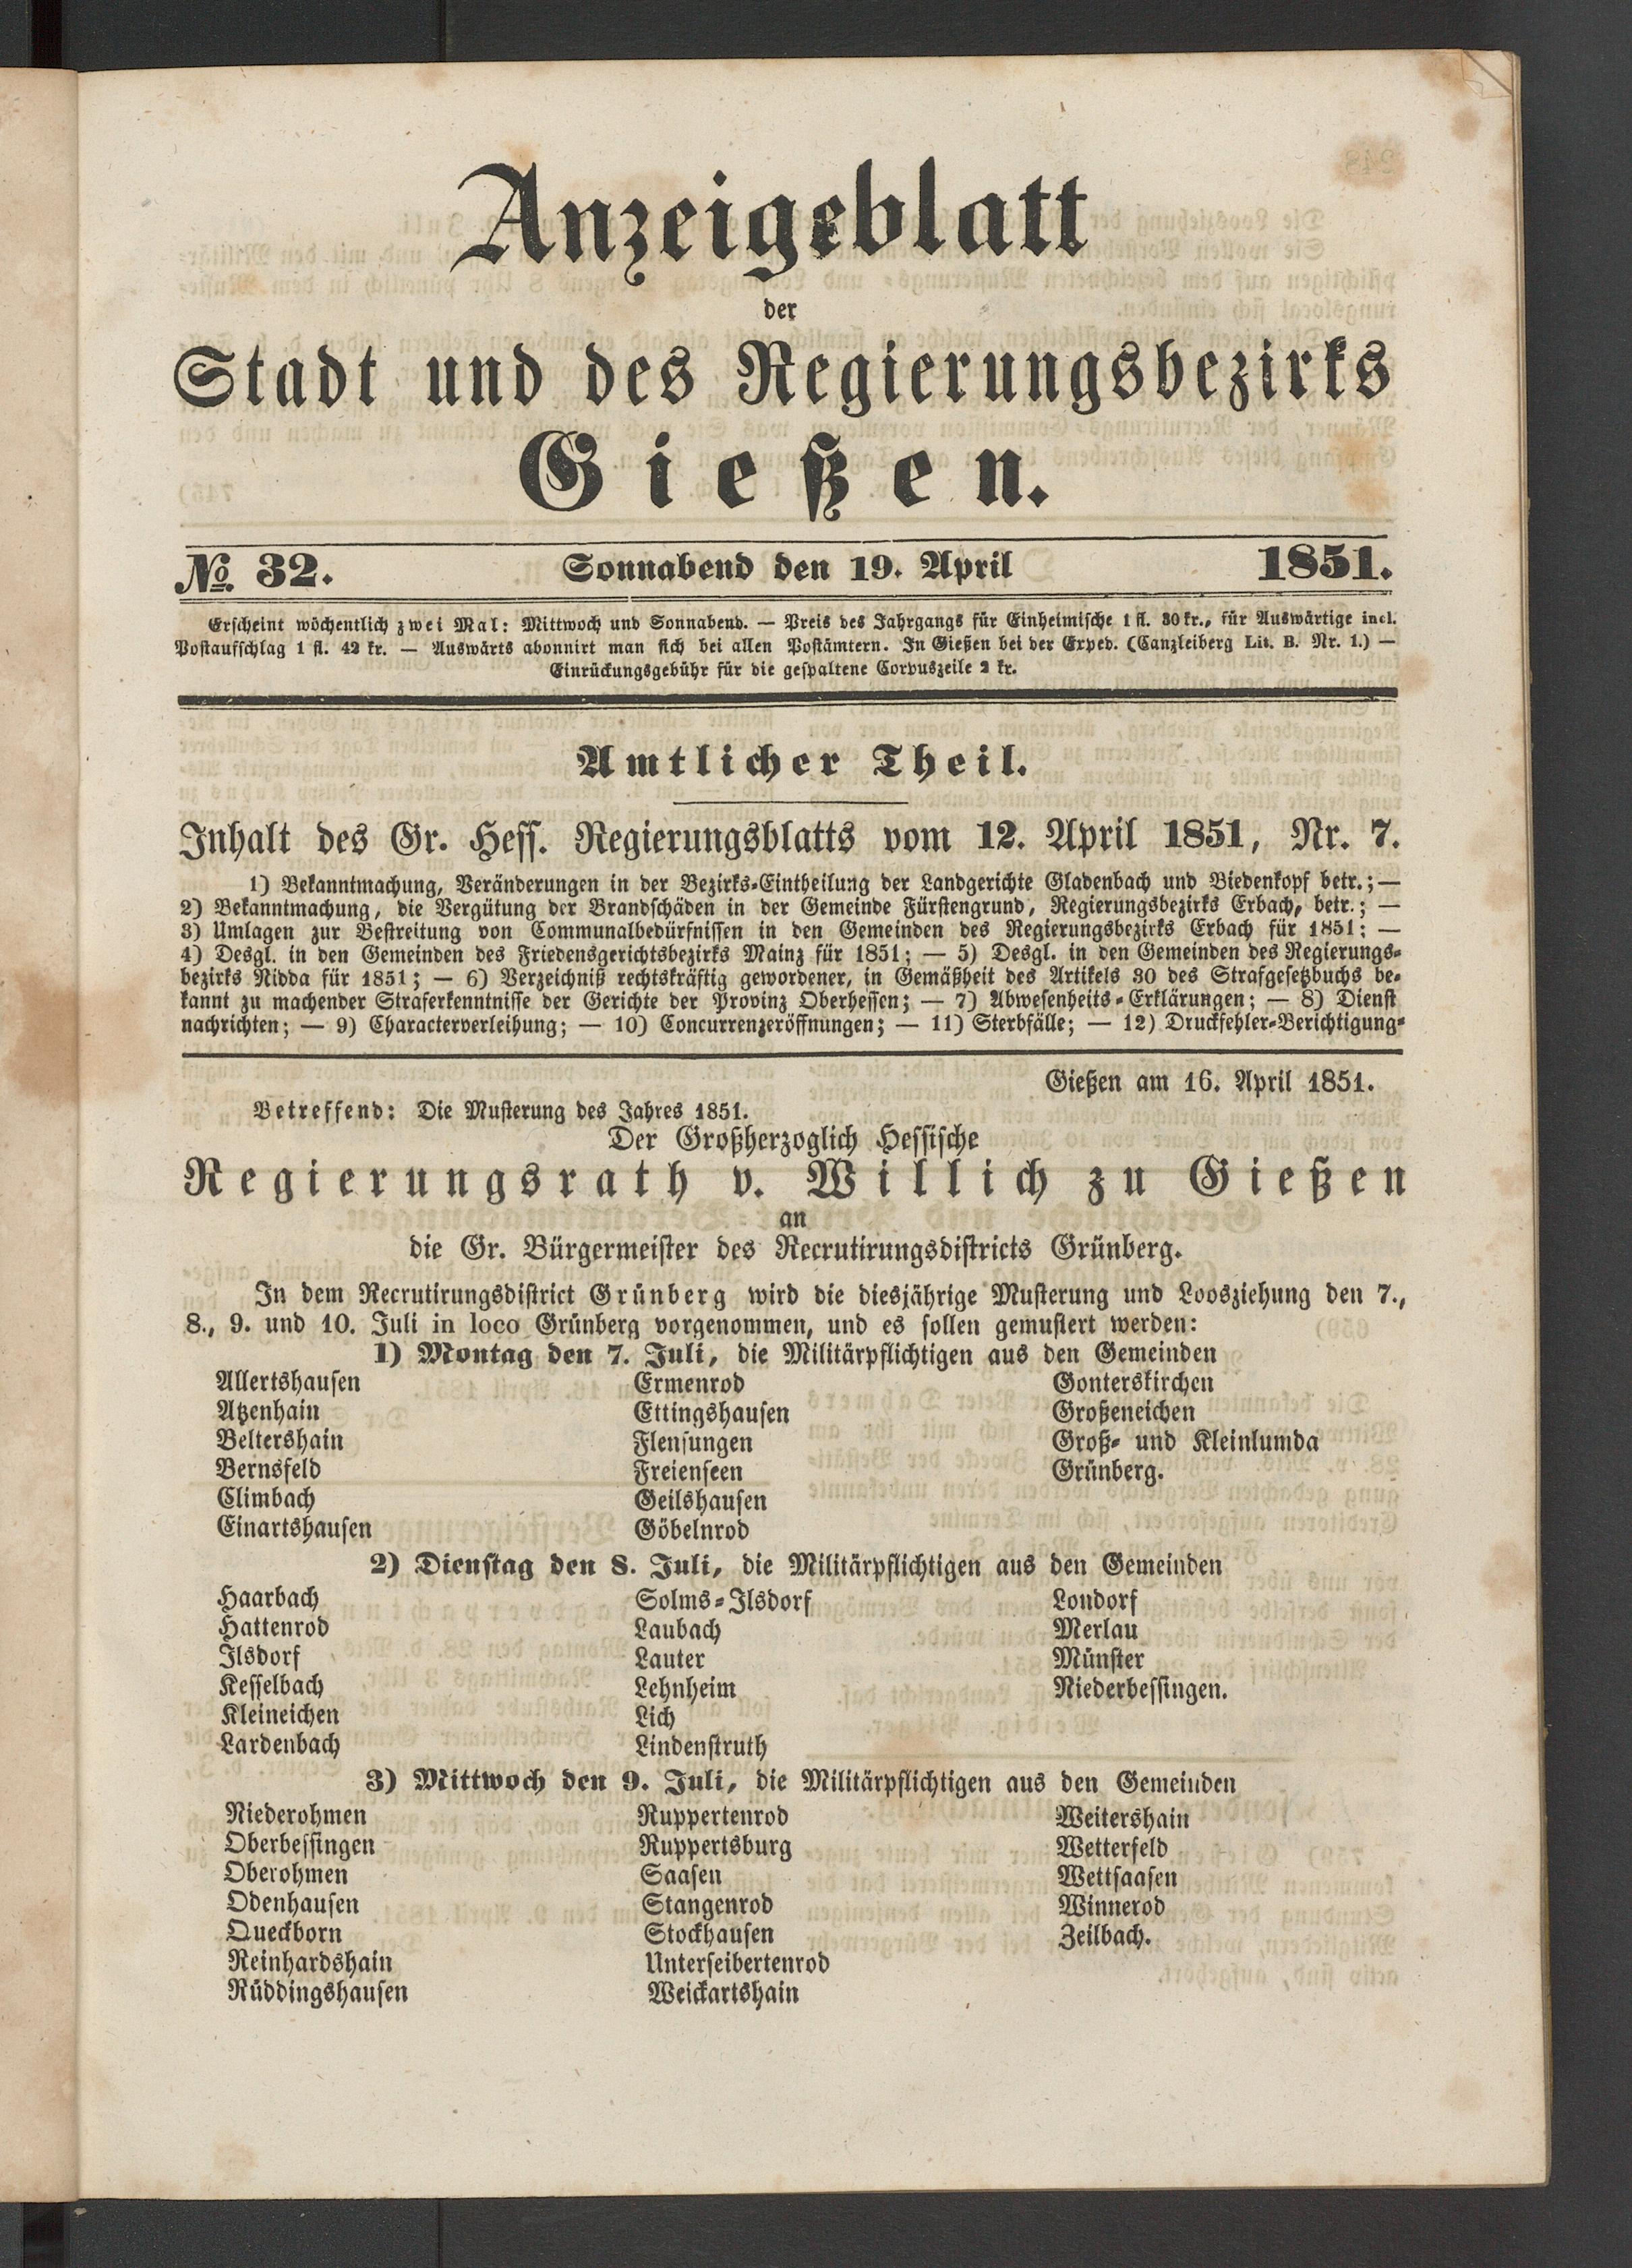 Anzeigeblatt
der
Stadt und des Regierungsbezirks
Gießen.
No. 32. Sonnabend den 19. April 1851.
Erscheint wöchentlich zwei Mal: Mittwoch und Sonnabend. — Preis des Jahrgangs für Einheimische 1 fl. 30 kr., für Auswärtige incl.
Postaufschlag 1 fl. 42 kr. — Auswärts abonnirt man sich bei allen Postämtern. In Gießen bei der Exped. (Canzleiberg Lit. B. Nr. 1.) —
Einrückungsgebühr für die gespaltene Corpuszeile 2 kr.
Amtlicher Theil.
Inhalt des Gr. Hess. Regierungsblatts vom 12. April 1851, Nr. 7.
1) Bekanntmachung, Veränderungen in der Bezirks-Eintheilung der Landgerichte Gladenbach und Biedenkopf betr.; —
2) Bekanntmachung, die Vergütung der Brandschäden in der Gemeinde Fürstengrund, Regierungsbezirks Erbach, betr.; —
3) Umlagen zur Bestreitung von Communalbedürfnissen in den Gemeinden des Regierungsbezirks Erbach für 1851; —
4) Desgl. in den Gemeinden des Friedensgerichtsbezirks Mainz für 1851; — 5) Desgl. in den Gemeinden des Regierungs-
bezirks Nidda für 1851; — 6) Verzeichniß rechtskräftig gewordener, in Gemäßheit des Artikels 30 des Strafgesetzbuchs be-
kannt zu machender Straferkenntnisse der Gerichte der Provinz Oberhessen; — 7) Abwesenheits-Erklärungen; — 8) Dienst
nachrichten; — 9) Characterverleihung; — 10) Concurrenzeröffnungen; — 11) Sterbfälle; — 12) Druckfehler-Berichtigung-
Gießen am 16. April 1851.
Betreffend: Die Musterung des Jahres 1851.
Der Großherzoglich Hessische
Regierungsrath v. Willich zu Gießen
an
die Gr. Bürgermeister des Recrutirungsdistricts Grünberg.
In dem Recrutirungsdistrict Grünberg wird die diesjährige Musterung und Loosziehung den 7.,
8., 9. und 10. Juli in loco Grünberg vorgenommen, und es sollen gemustert werden:
1) Montag den 7. Juli, die Militärpflichtigen aus den Gemeinden
Allertshausen
Atzenhain
Beltershain
Bernsfeld
Climbach
Einartshausen
Ermenrod
Ettingshausen
Flensungen
Freienseen
Geilshausen
Göbelnrod
Gonterskirchen
Großeneichen
Groß- und Kleinlumda
Grünberg.
2) Dienstag den 8. Juli, die Militärpflichtigen aus den Gemeinden
Haarbach
Hattenrod
Ilsdorf
Kesselbach
Kleineichen
Lardenbach
Solms-Ilsdorf
Laubach
Lauter
Lehnheim
Lich
Lindenstruth
Londorf
Merlau
Münster
Niederbessingen.
3) Mittwoch den 9. Juli, die Militärpflichtigen aus den Gemeinden
Niederohmen
Oberbessingen
Oberohmen
Odenhausen
Queckborn
Reinhardshain
Rüddingshausen
Ruppertenrod
Ruppertsburg
Saasen
Stangenrod
Stockhausen
Unterseibertenrod
Weickartshain
Weitershain
Wetterfeld
Wettsaasen
Winnerod
Zeilbach.